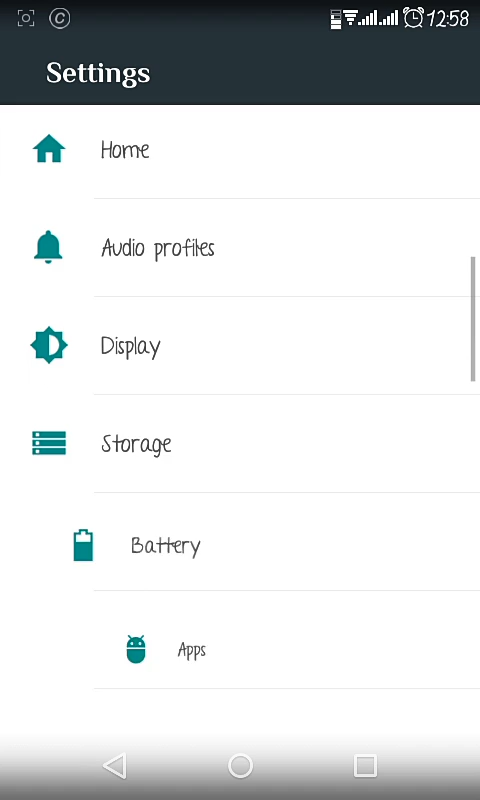 12:58
Settings
Home
Audio profiles
Display
Storage
Battery
Apps